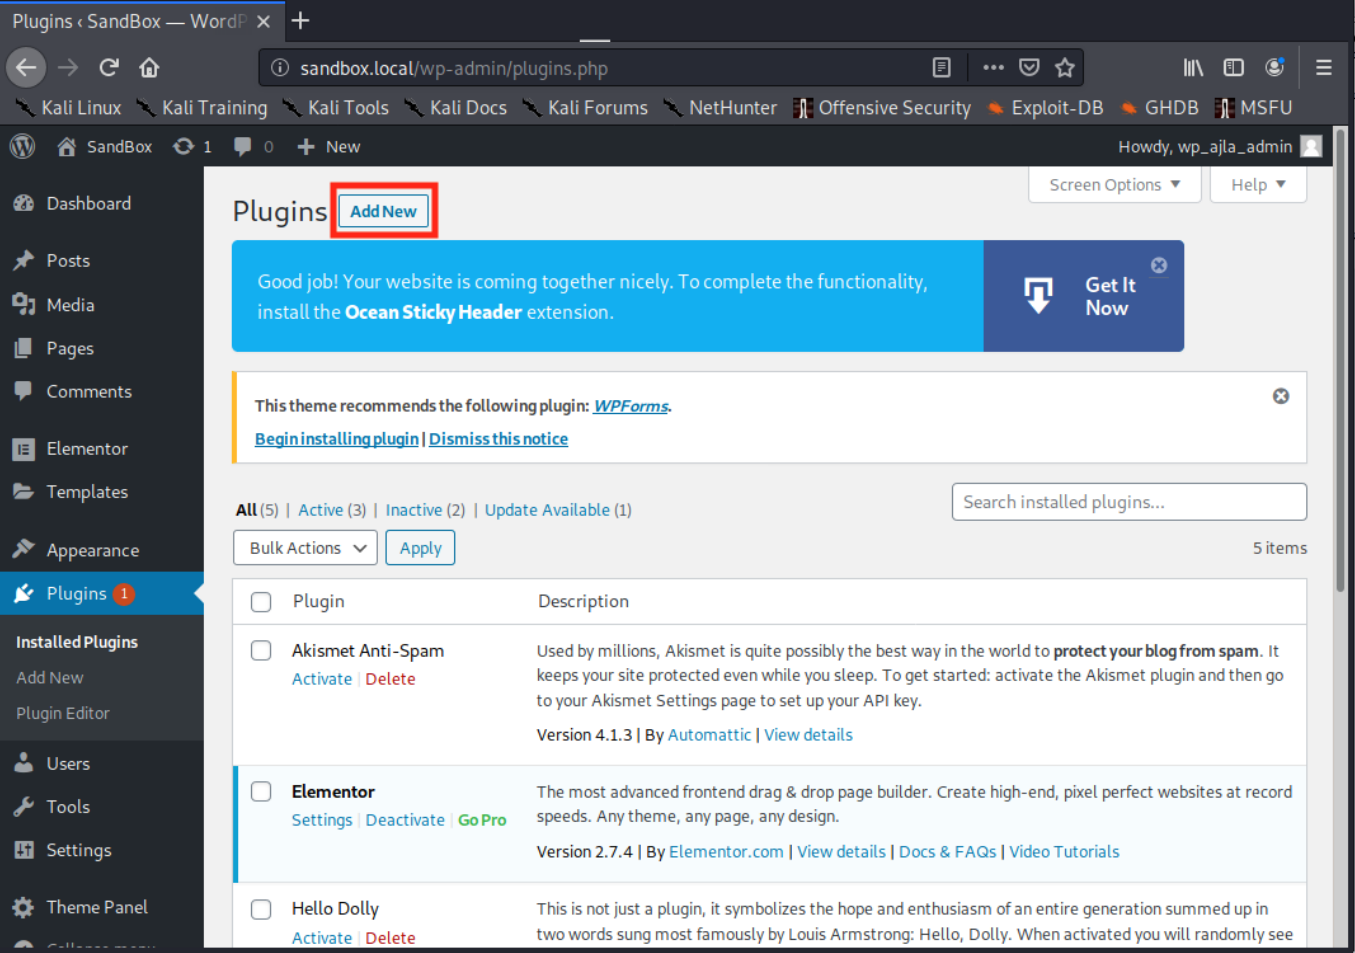 Plugins ‹ SandBox — WordP
sandbox.local/wp-admin/plugins.php
Kali Linux Kali Training Kali Tools Kali Docs Kali Forums NetHunter Offensive Security Exploit-DB GHDB MSFU
SandBox 1 0 New Howdy, wp_ajla_admin
Screen Options Help
Dashboard
Posts
Media
Pages
Comments
Elementor
Templates
Appearance
Plugins 1
Installed Plugins
Add New
Plugin Editor
Users
Tools
Settings
Theme Panel
Collapse menu
Plugins Add New
Good job! Your website is coming together nicely. To complete the functionality,
install the Ocean Sticky Header extension.
Get It
Now
This theme recommends the following plugin: WPForms.
Begin installing plugin | Dismiss this notice
All (5) | Active (3) | Inactive (2) | Update Available (1)
Search installed plugins...
Bulk Actions Apply
5 items
Plugin Description
Akismet Anti-Spam
Activate | Delete
Used by millions, Akismet is quite possibly the best way in the world to protect your blog from spam. It
keeps your site protected even while you sleep. To get started: activate the Akismet plugin and then go
to your Akismet Settings page to set up your API key.
Version 4.1.3 | By Automattic | View details
Elementor
Settings | Deactivate | Go Pro
The most advanced frontend drag & drop page builder. Create high-end, pixel perfect websites at record
speeds. Any theme, any page, any design.
Version 2.7.4 | By Elementor.com | View details | Docs & FAQs | Video Tutorials
Hello Dolly
Activate | Delete
This is not just a plugin, it symbolizes the hope and enthusiasm of an entire generation summed up in
two words sung most famously by Louis Armstrong: Hello, Dolly. When activated you will randomly see